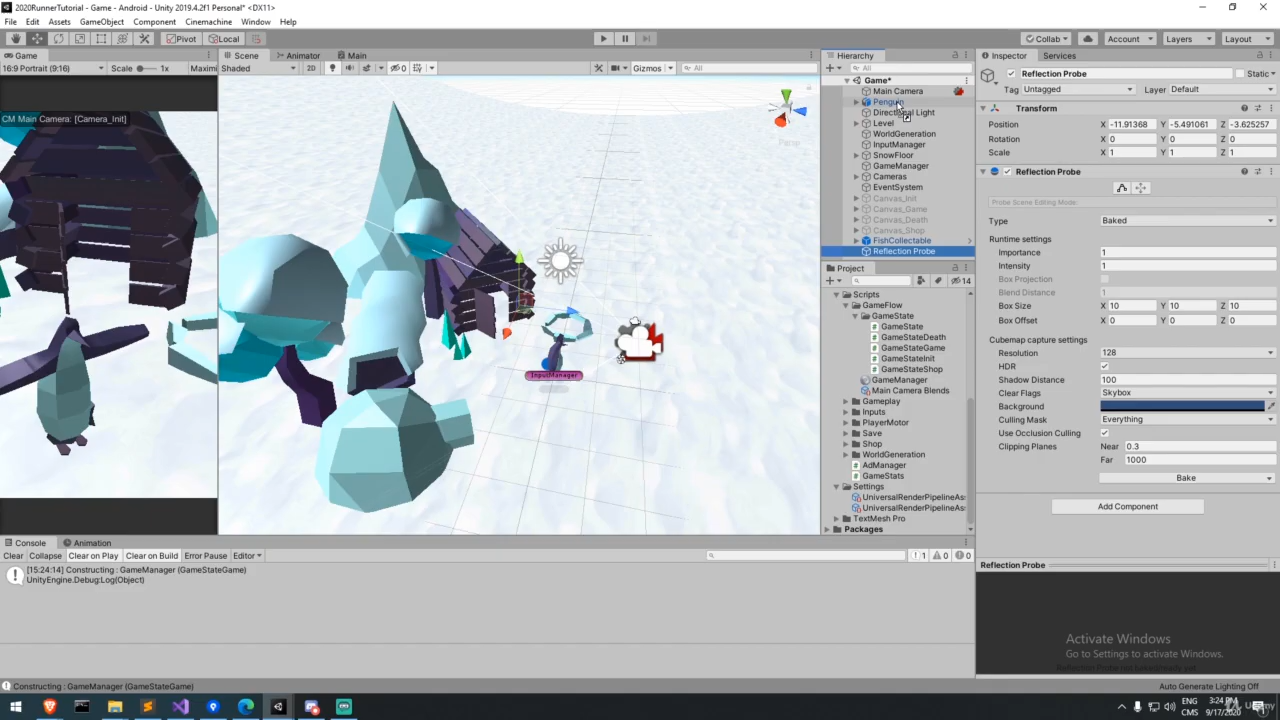 2020RunnerTutorial - Game - Android - Unity 2019.4.2f1 Personal* <DX11>
File Edit Assets GameObject Component Cinemachine Window Help
Pivot Local Collab Account Layers Layout
Game Scene Animator Main Hierarchy Inspector Services
16:9 Portrait (9:16) Scale 1x Maximi Shaded 2D 0 Gizmos All All
CM Main Camera: [Camera_Init]
Persp
InputManager
Game*
Main Camera
Penguin
Directional Light
Level
WorldGeneration
InputManager
SnowFloor
GameManager
Cameras
EventSystem
Canvas_Init
Canvas_Game
Canvas_Death
Canvas_Shop
FishCollectable
Reflection Probe
Project
14
Scripts
GameFlow
GameState
GameState
GameStateDeath
GameStateGame
GameStateInit
GameStateShop
GameManager
Main Camera Blends
Gameplay
Inputs
PlayerMotor
Save
Shop
WorldGeneration
AdManager
GameStats
Settings
UniversalRenderPipelineAs
UniversalRenderPipelineAs
TextMesh Pro
Packages
Reflection Probe Static
Tag Untagged Layer Default
Transform
Position X -11.91368 Y -5.491061 Z -3.625257
Rotation X 0 Y 0 Z 0
Scale X 1 Y 1 Z 1
Reflection Probe
Probe Scene Editing Mode:
Type Baked
Runtime settings
Importance 1
Intensity 1
Box Projection
Blend Distance 1
Box Size X 10 Y 10 Z 10
Box Offset X 0 Y 0 Z 0
Cubemap capture settings
Resolution 128
HDR
Shadow Distance 100
Clear Flags Skybox
Background
Culling Mask Everything
Use Occlusion Culling
Clipping Planes Near 0.3
Far 1000
Bake
Add Component
Reflection Probe
Activate Windows
Go to Settings to activate Windows.
Reflection Probe not baked/ready yet
Auto Generate Lighting Off
Console Animation
Clear Collapse Clear on Play Clear on Build Error Pause Editor 1 0 0
[15:24:14] Constructing : GameManager (GameStateGame)
UnityEngine.Debug:Log(Object)
Constructing : GameManager (GameStateGame)
ENG
CMS
3:24 PM
9/17/2020
Udemy